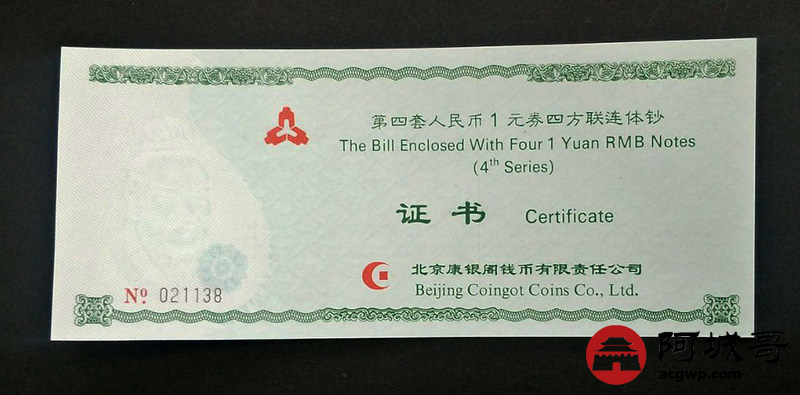 第四套人民币1元券四方联连体钞
The Bill Enclosed With Four 1 Yuan RMB Notes
(4th Series)
证书 Certificate
北京康银阁钱币有限责任公司
Beijing Coingot Coins Co., Ltd.
Nº 021138
阿城哥
acgwp.com